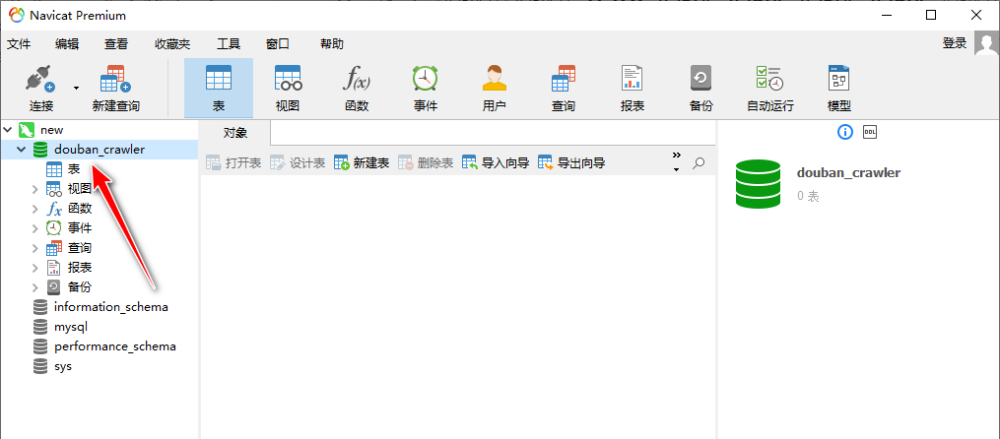 Navicat Premium
文件 编辑 查看 收藏夹 工具 窗口 帮助 登录
连接 新建查询 表 视图 f(x) 函数 事件 用户 查询 报表 备份 自动运行 模型
new
douban_crawler
表
视图
fx 函数
事件
查询
报表
备份
information_schema
mysql
performance_schema
sys
对象
打开表 设计表 新建表 删除表 导入向导 导出向导
DDL
douban_crawler
0 表